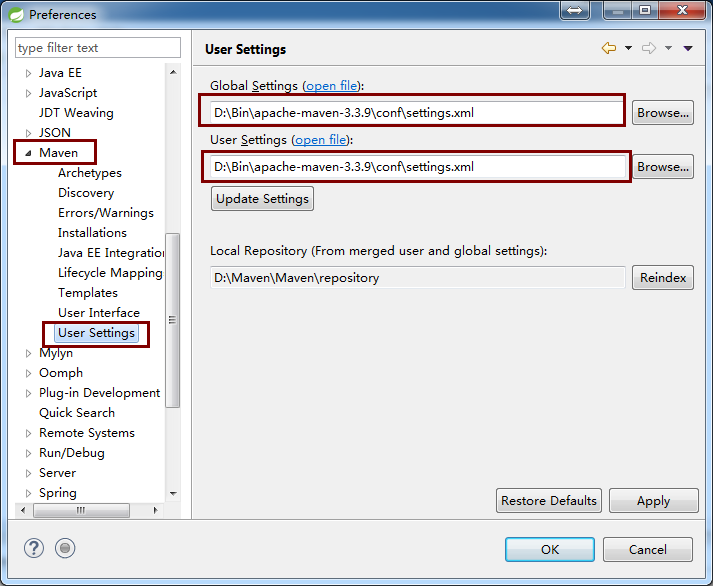 Preferences
type filter text
Java EE
JavaScript
JDT Weaving
JSON
Maven
Archetypes
Discovery
Errors/Warnings
Installations
Java EE Integration
Lifecycle Mapping
Templates
User Interface
User Settings
Mylyn
Oomph
Plug-in Development
Quick Search
Remote Systems
Run/Debug
Server
Spring
User Settings
Global Settings (open file):
D:\Bin\apache-maven-3.3.9\conf\settings.xml
Browse...
User Settings (open file):
D:\Bin\apache-maven-3.3.9\conf\settings.xml
Browse...
Update Settings
Local Repository (From merged user and global settings):
D:\Maven\Maven\repository
Reindex
Restore Defaults
Apply
OK
Cancel